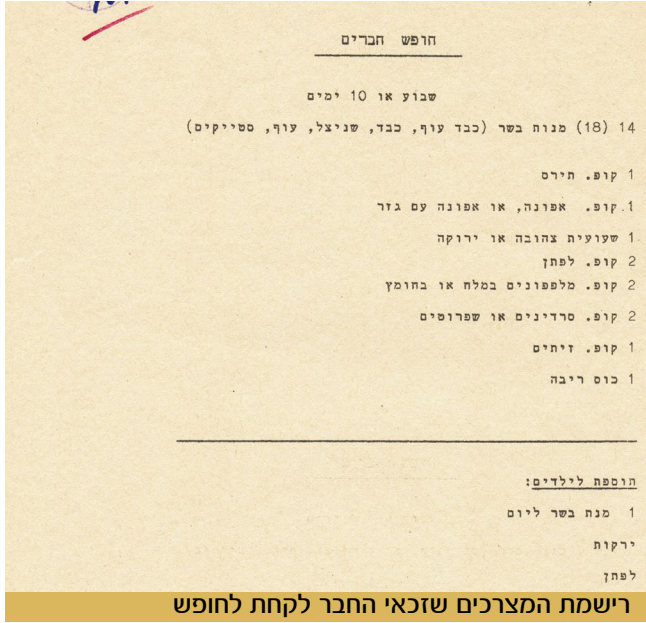 חופש חברים
שבוע או 10 ימים
14 (18) מנות בשר (כבד עוף, כבד, שניצל, עוף, סטייקים)
1 קופ. תירס
1.קופ. אפונה, או אפונה עם גזר
1 שעועית צהובה או ירוקה
2 קופ. לפתן
2 קופ. מלפפונים במלח או בחומץ
2 קופ. סרדינים או שפרוטים
1 קופ. זיתים
1 כוס ריבה
תוספת לילדים:
1 מנת בשר ליום
ירקות
לפתן
רישמת המצרכים שזכאי החבר לקחת לחופש